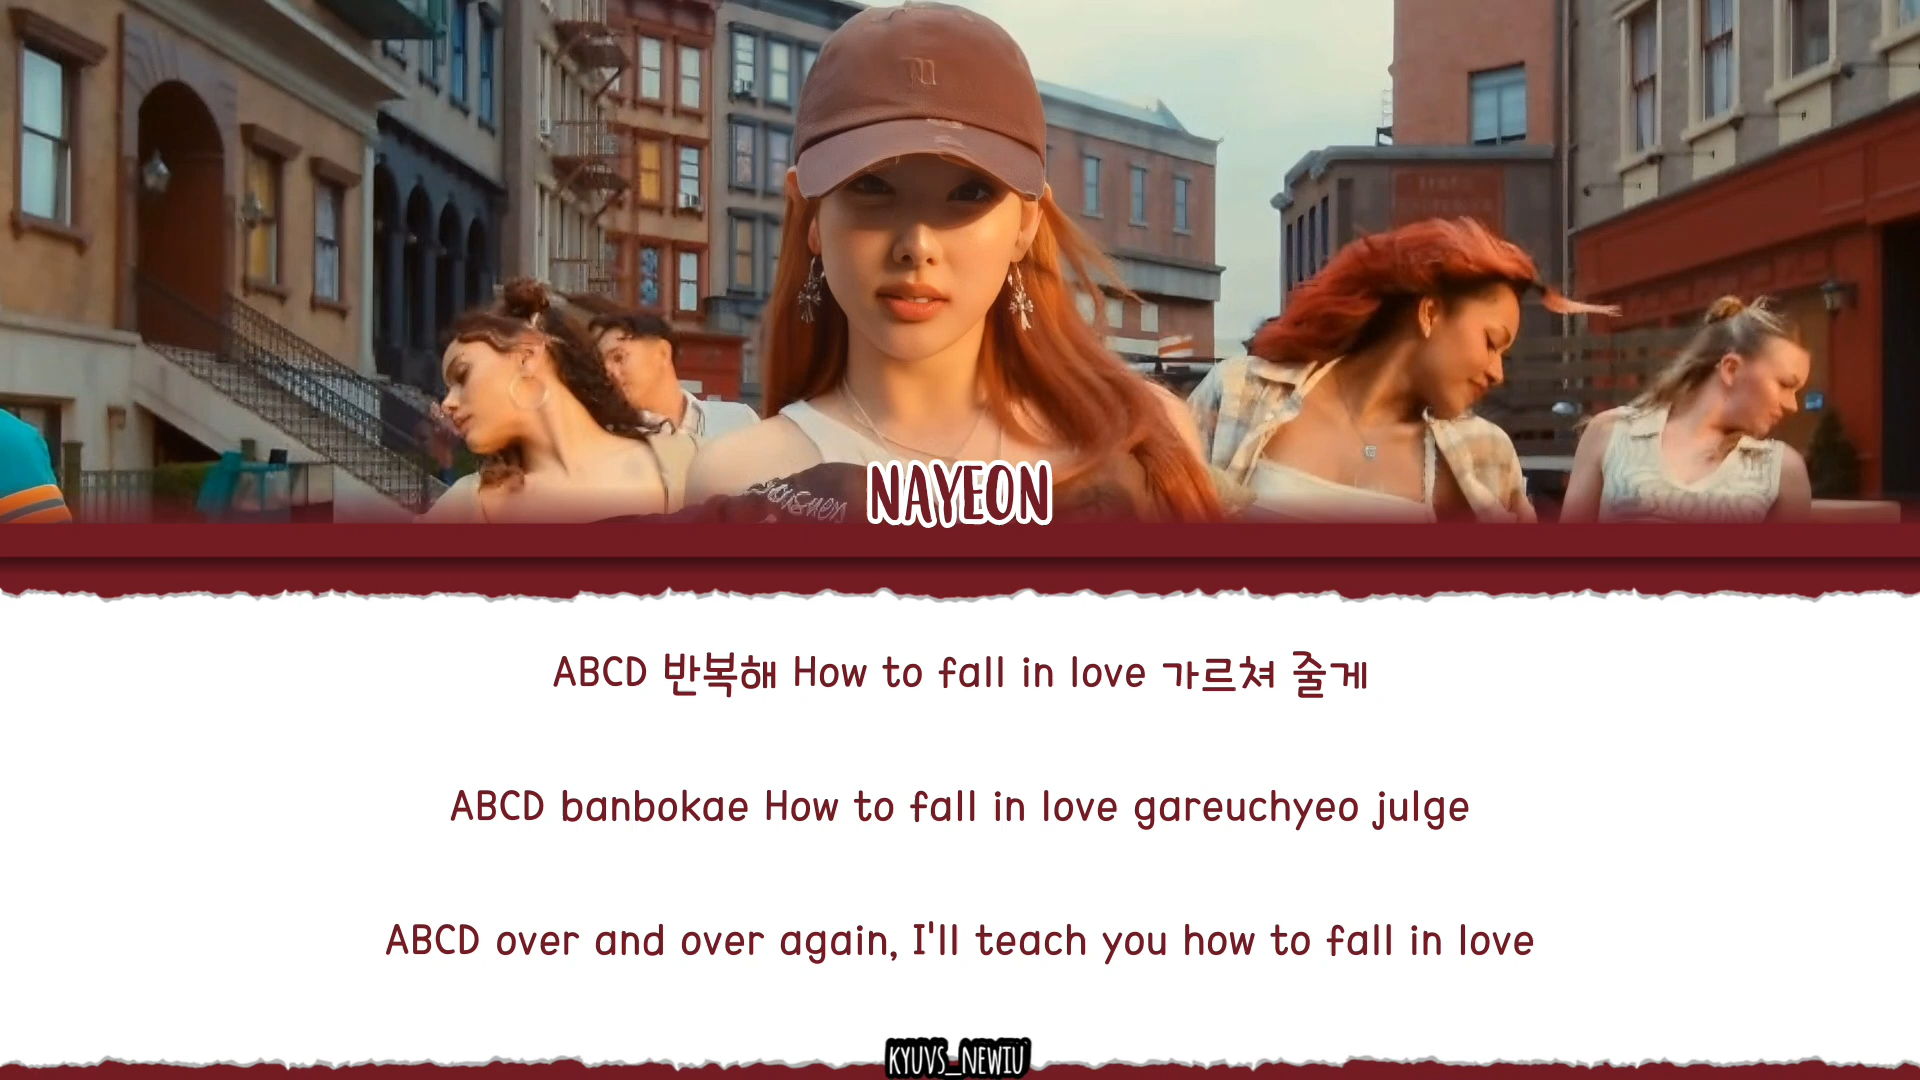 NAYEON
ABCD 반복해 How to fall in love 가르쳐 줄게
ABCD banbokae How to fall in love gareuchyeo julge
ABCD over and over again, I'll teach you how to fall in love
KYUVS_NEWIU